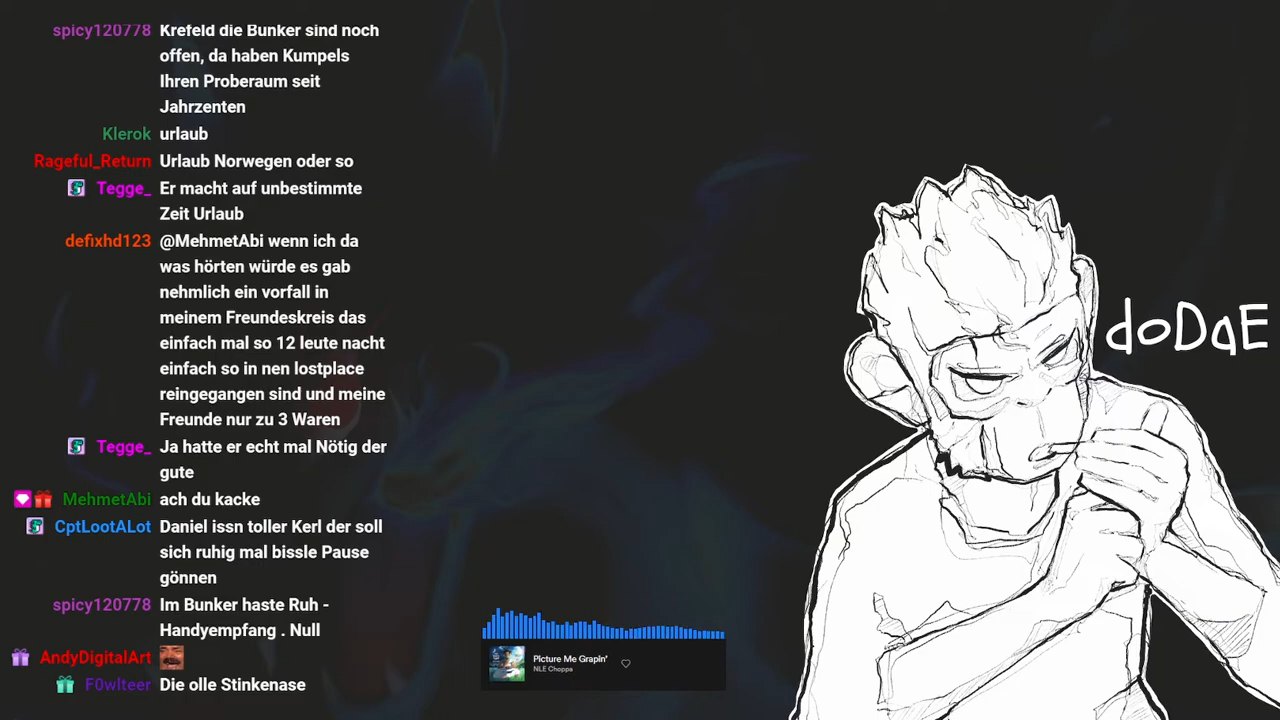 spicy120778 Krefeld die Bunker sind noch
offen, da haben Kumpels
Ihren Proberaum seit
Jahrzenten
Klerok urlaub
Rageful_Return Urlaub Norwegen oder so
Tegge_ Er macht auf unbestimmte
Zeit Urlaub
defixhd123 @MehmetAbi wenn ich da
was hörten würde es gab
nehmlich ein vorfall in
meinem Freundeskreis das
einfach mal so 12 leute nacht
einfach so in nen lostplace
reingegangen sind und meine
Freunde nur zu 3 Waren
Tegge_ Ja hatte er echt mal Nötig der
gute
MehmetAbi ach du kacke
CptLootALot Daniel issn toller Kerl der soll
sich ruhig mal bissle Pause
gönnen
spicy120778 Im Bunker haste Ruh -
Handyempfang . Null
AndyDigitalArt
F0wlteer Die olle Stinkenase
doDaE
Picture Me Grapin'
NLE Choppa